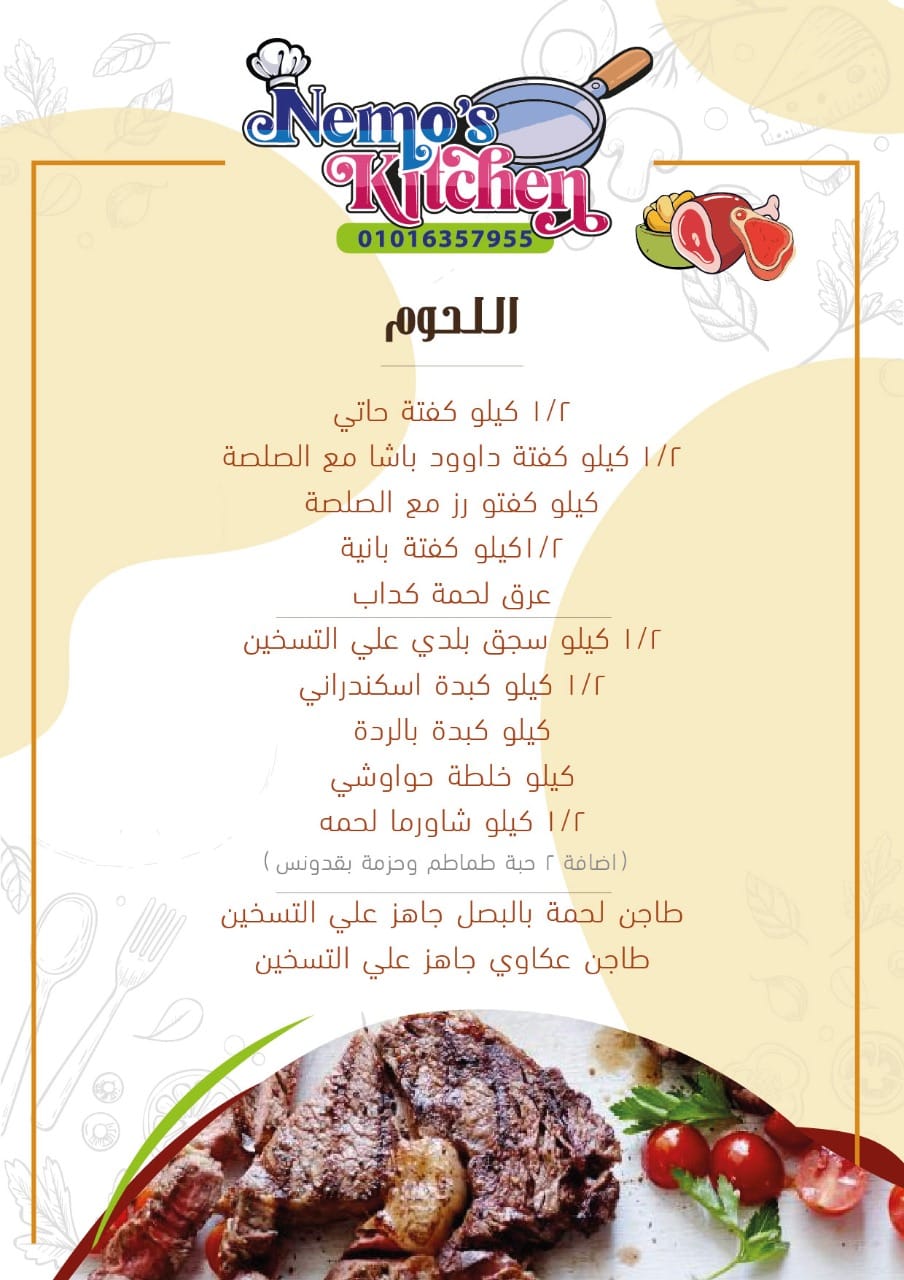 Nemo's
Kitchen
01016357955
اللحوم
١/٢ كيلو كفتة حاتي
١/٢ كيلو كفتة داوود باشا مع الصلصة
كيلو كفتو رز مع الصلصة
١/٢كيلو كفتة بانية
عرق لحمة كداب
١/٢ كيلو سجق بلدي علي التسخين
١/٢ كيلو كبدة اسكندراني
كيلو كبدة بالردة
كيلو خلطة حواوشي
١/٢ كيلو شاورما لحمه
(اضافة ٢ حبة طماطم وحزمة بقدونس )
طاجن لحمة بالبصل جاهز علي التسخين
طاجن عكاوي جاهز علي التسخين